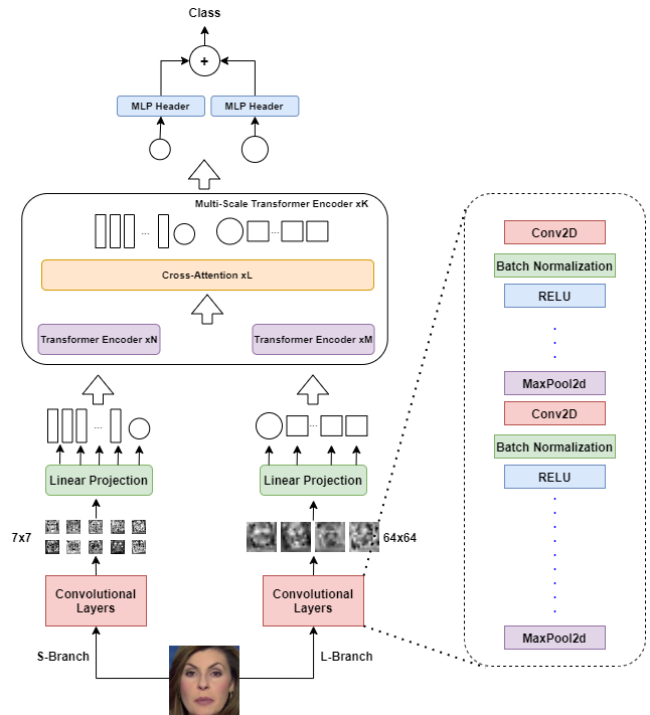 Class
+
MLP Header
MLP Header
Multi-Scale Transformer Encoder xK
...
...
Cross-Attention xL
Transformer Encoder xN
Transformer Encoder xM
...
...
Linear Projection
Linear Projection
7x7
64x64
Convolutional
Layers
Convolutional
Layers
S-Branch
L-Branch
Conv2D
Batch Normalization
RELU
MaxPool2d
Conv2D
Batch Normalization
RELU
MaxPool2d